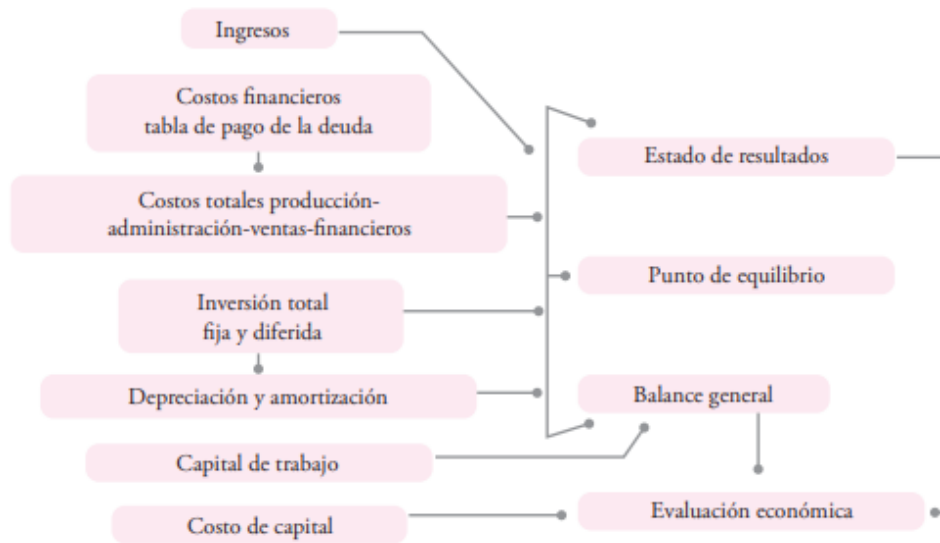 Ingresos
Costos financieros
tabla de pago de la deuda
Costos totales producción-
administración-ventas-financieros
Inversión total
fija y diferida
Depreciación y amortización
Capital de trabajo
Costo de capital
Estado de resultados
Punto de equilibrio
Balance general
Evaluación económica